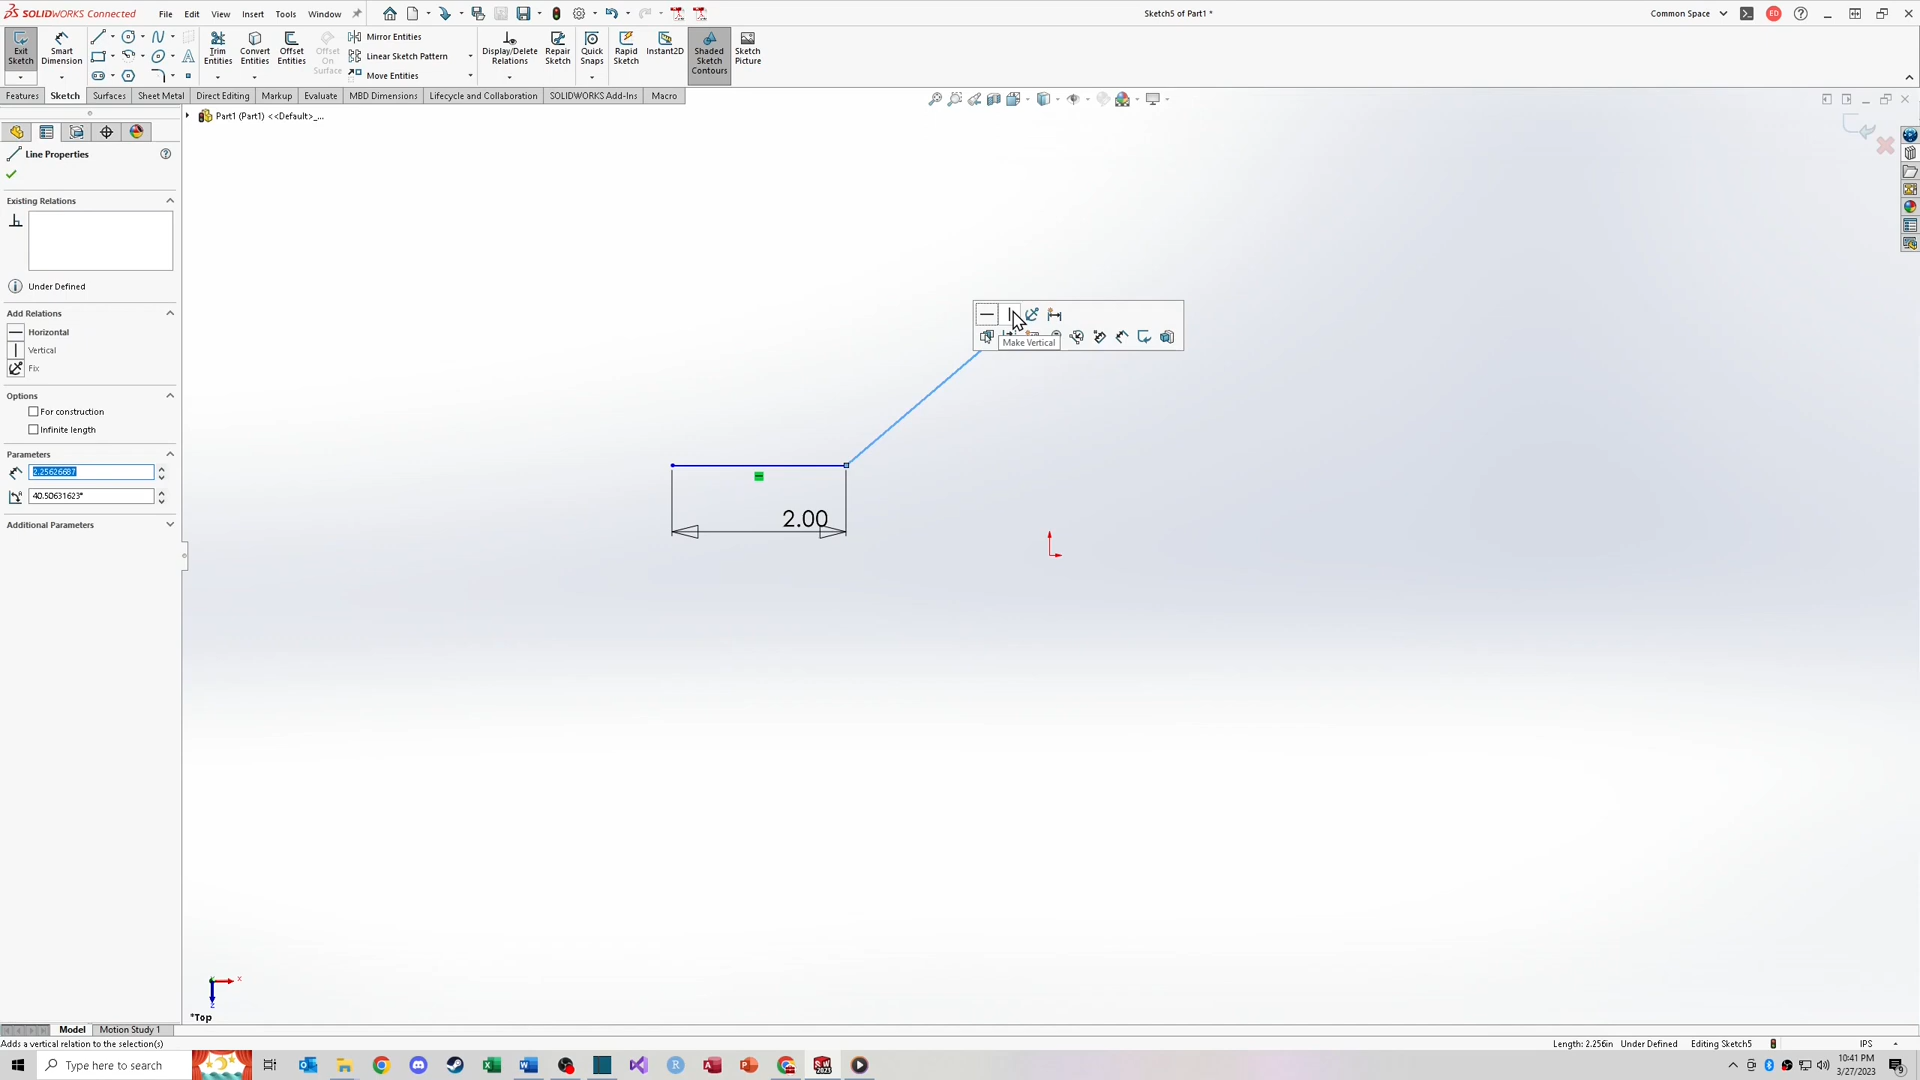 SOLIDWORKS Connected
File Edit View Insert Tools Window
Sketch5 of Part1 *
Common Space
ED
Exit Sketch
Smart Dimension
Trim Entities
Convert Entities
Offset Entities
Offset On Surface
Mirror Entities
Linear Sketch Pattern
Move Entities
Display/Delete Relations
Repair Sketch
Quick Snaps
Rapid Sketch
Instant2D
Shaded Sketch Contours
Sketch Picture
Features Sketch Surfaces Sheet Metal Direct Editing Markup Evaluate MBD Dimensions Lifecycle and Collaboration SOLIDWORKS Add-Ins Macro
Part1 (Part1) <<Default>_...
Line Properties
Existing Relations
Under Defined
Add Relations
Horizontal
Vertical
Fix
Options
For construction
Infinite length
Parameters
2.25626687
40.50631623°
Additional Parameters
Make Vertical
2.00
x
z
*Top
Model Motion Study 1
Adds a vertical relation to the selection(s)
Length: 2.256in Under Defined Editing Sketch5 IPS
Type here to search
10:41 PM
3/27/2023